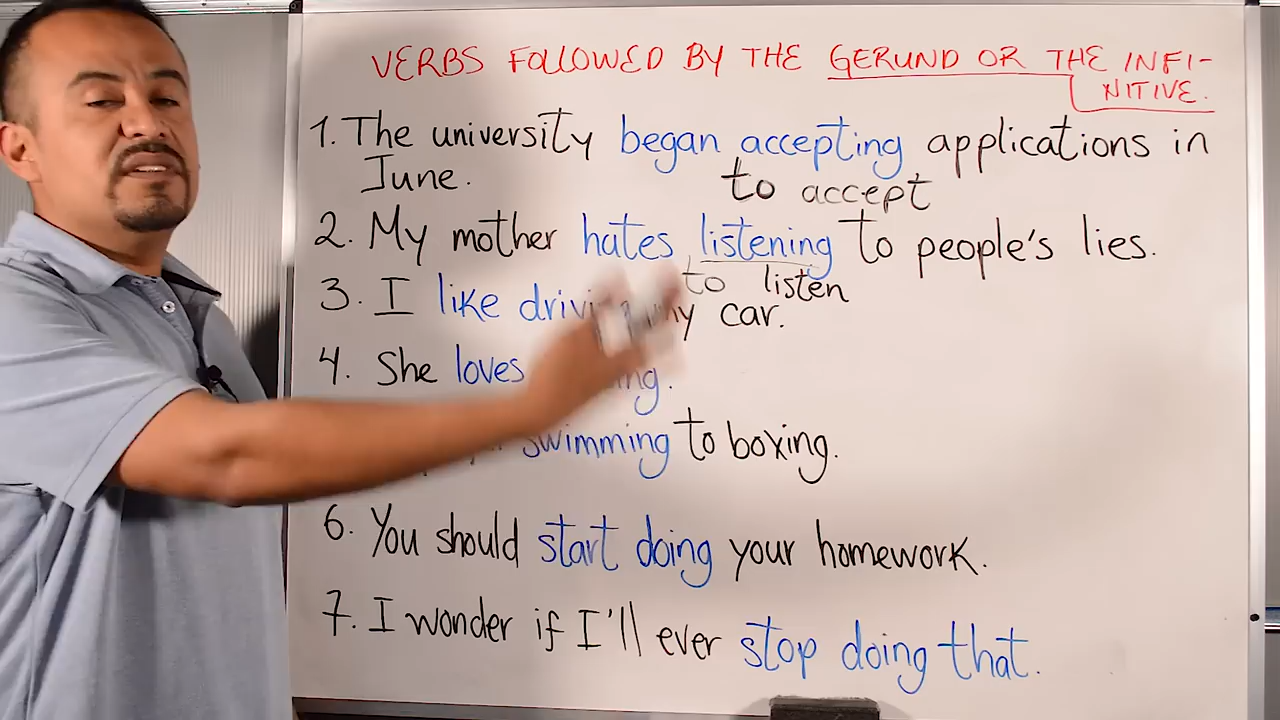 VERBS FOLLOWED BY THE GERUND OR THE INFI-
NITIVE.
1. The university began accepting applications in
June. to accept
2. My mother hates listening to people's lies.
to listen
3. I like my car.
4. She loves
swimming to boxing.
6. You should start doing your homework.
7. I wonder if I'll ever stop doing that.